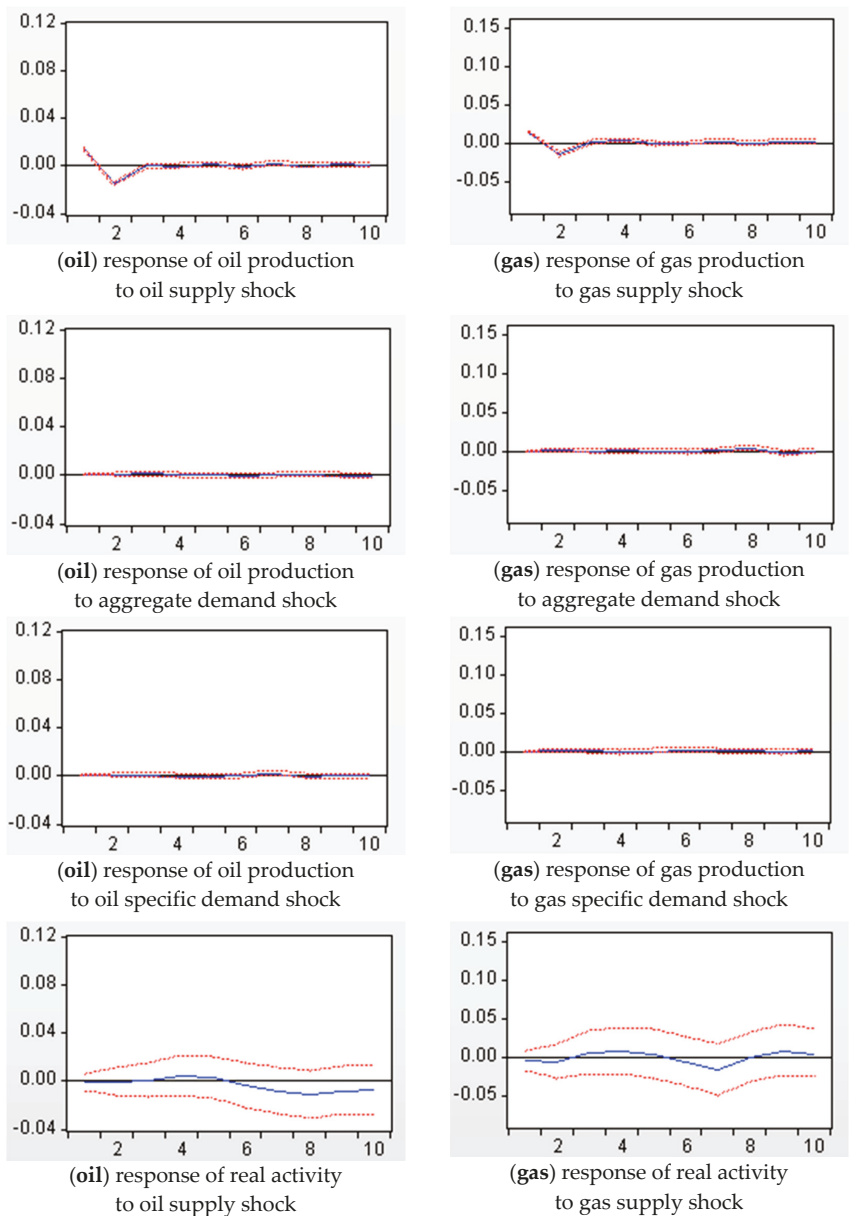 0.12
0.08
0.04
0.00
-0.04
2 4 6 8 10
(oil) response of oil production
to oil supply shock
0.15
0.10
0.05
0.00
-0.05
2 4 6 8 10
(gas) response of gas production
to gas supply shock
0.12
0.08
0.04
0.00
-0.04
2 4 6 8 10
(oil) response of oil production
to aggregate demand shock
0.15
0.10
0.05
0.00
-0.05
2 4 6 8 10
(gas) response of gas production
to aggregate demand shock
0.12
0.08
0.04
0.00
-0.04
2 4 6 8 10
(oil) response of oil production
to oil specific demand shock
0.15
0.10
0.05
0.00
-0.05
2 4 6 8 10
(gas) response of gas production
to gas specific demand shock
0.12
0.08
0.04
0.00
-0.04
2 4 6 8 10
(oil) response of real activity
to oil supply shock
0.15
0.10
0.05
0.00
-0.05
2 4 6 8 10
(gas) response of real activity
to gas supply shock